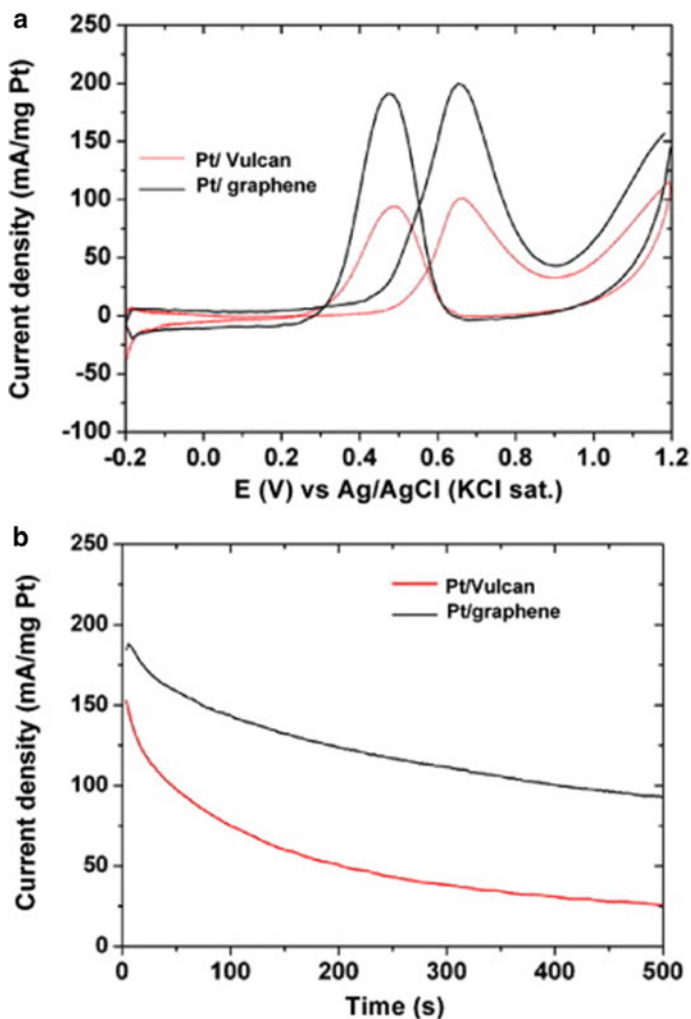 a
Current density (mA/mg Pt)
250
200
150
100
50
0
-50
-100
Pt/ Vulcan
Pt/ graphene
-0.2 0.0 0.2 0.4 0.6 0.8 1.0 1.2
E (V) vs Ag/AgCl (KCl sat.)
b
Current density (mA/mg Pt)
250
200
150
100
50
0
Pt/Vulcan
Pt/graphene
0 100 200 300 400 500
Time (s)